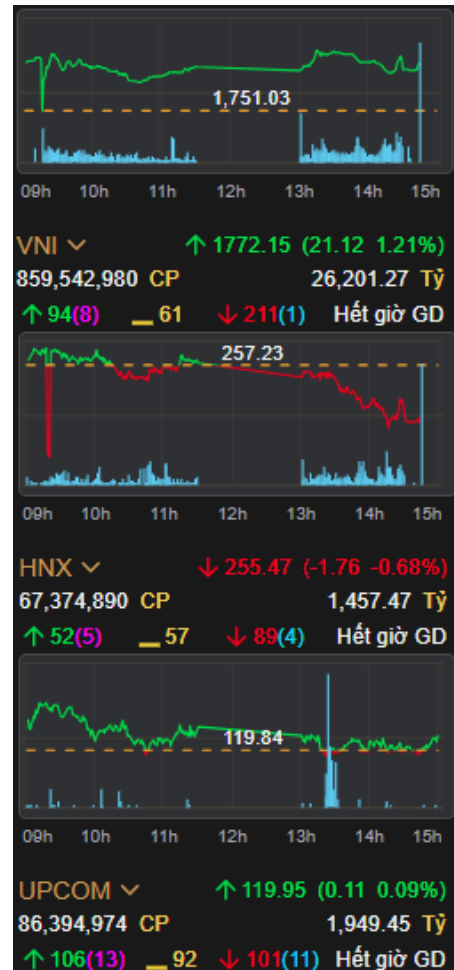 1,751.03
09h 10h 11h 12h 13h 14h 15h
VNI 1772.15 (21.12 1.21%)
859,542,980 CP 26,201.27 Tỷ
94(8) 61 211(1) Hết giờ GD
257.23
09h 10h 11h 12h 13h 14h 15h
HNX 255.47 (-1.76 -0.68%)
67,374,890 CP 1,457.47 Tỷ
52(5) 57 89(4) Hết giờ GD
119.84
09h 10h 11h 12h 13h 14h 15h
UPCOM 119.95 (0.11 0.09%)
86,394,974 CP 1,949.45 Tỷ
106(13) 92 101(11) Hết giờ GD